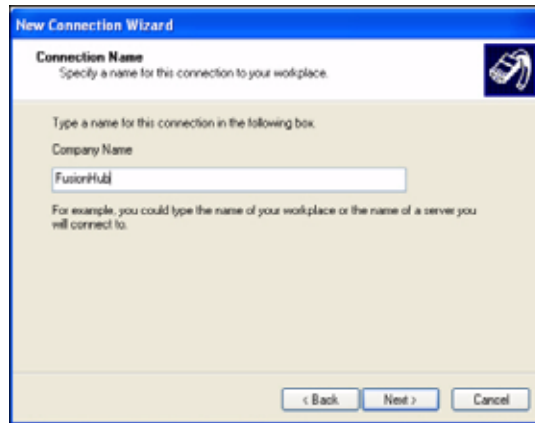 New Connection Wizard
Connection Name
Specify a name for this connection to your workplace.
Type a name for this connection in the following box.
Company Name
FusionHub
For example, you could type the name of your workplace or the name of a server you
will connect to.
< Back Next > Cancel